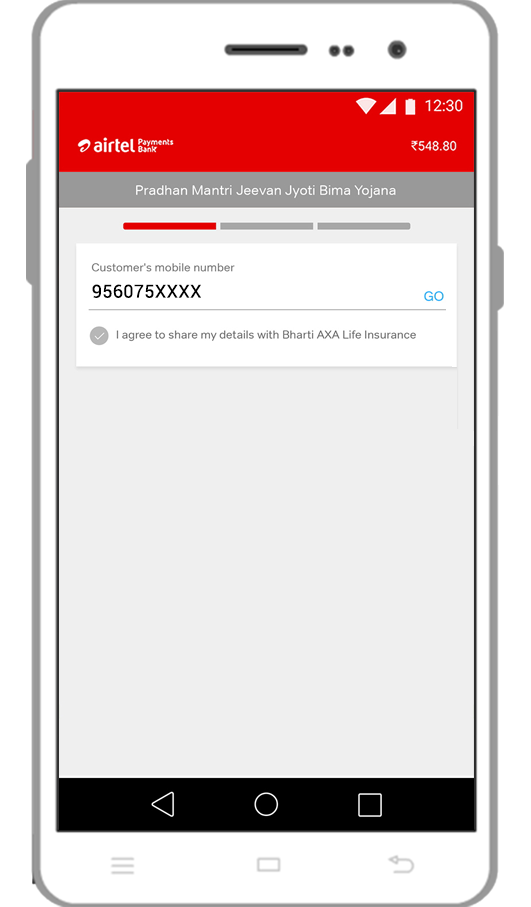 12:30
airtel Payments Bank
₹548.80
Pradhan Mantri Jeevan Jyoti Bima Yojana
Customer's mobile number
956075XXXX
GO
I agree to share my details with Bharti AXA Life Insurance